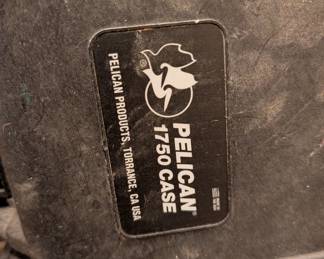 PELICAN®
1750 CASE
PELICAN PRODUCTS, TORRANCE, CA USA